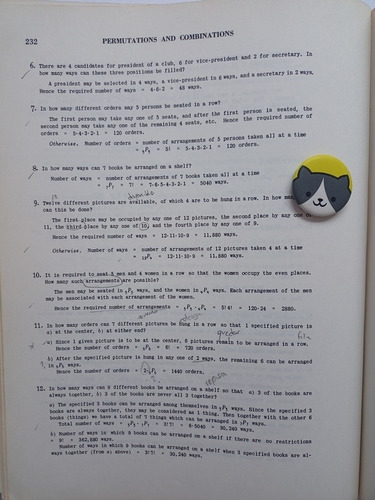 232
PERMUTATIONS AND COMBINATIONS
6. There are 4 candidates for president of a club, 6 for vice-president and 2 for secretary. In
how many ways can these three positions be filled?
A president may be selected in 4 ways, a vice-president in 6 ways, and a secretary in 2 ways.
Hence the required number of ways = 4·6·2 = 48 ways.
7. In how many different orders may 5 persons be seated in a row?
The first person may take any one of 5 seats, and after the first person is seated, the
second person may take any one of the remaining 4 seats, etc. Hence the required number of
orders = 5·4·3·2·1 = 120 orders.
Otherwise. Number of orders = number of arrangements of 5 persons taken all at a time
= ₅P₅ = 5! = 5·4·3·2·1 = 120 orders.
8. In how many ways can 7 books be arranged on a shelf?
Number of ways = number of arrangements of 7 books taken all at a time
= ₇P₇ = 7! = 7·6·5·4·3·2·1 = 5040 ways.
9. Twelve different pictures are available, of which 4 are to be hung in a row. In how many
can this be done?
The first place may be occupied by any one of 12 pictures, the second place by any one of
11, the third place by any one of 10, and the fourth place by any one of 9.
Hence the required number of ways = 12·11·10·9 = 11,880 ways.
Otherwise. Number of ways = number of arrangements of 12 pictures taken 4 at a time
= ₁₂P₄ = 12·11·10·9 = 11,880 ways.
10. It is required to seat 5 men and 4 women in a row so that the women occupy the even places.
How many such arrangements are possible?
The men may be seated in ₅P₅ ways, and the women in ₄P₄ ways. Each arrangement of the men
may be associated with each arrangement of the women.
Hence the required number of arrangements = ₅P₅ · ₄P₄ = 5!4! = 120·24 = 2880.
11. In how many orders can 7 different pictures be hung in a row so that 1 specified picture is
a) at the center, b) at either end?
a) Since 1 given picture is to be at the center, 6 pictures remain to be arranged in a row.
Hence the number of orders = ₆P₆ = 6! = 720 orders.
b) After the specified picture is hung in any one of 2 ways, the remaining 6 can be arranged
in ₆P₆ ways.
Hence the number of orders = 2·₆P₆ = 1440 orders.
12. In how many ways can 9 different books be arranged on a shelf so that a) 3 of the books are
always together, b) 3 of the books are never all 3 together?
a) The specified 3 books can be arranged among themselves in ₃P₃ ways. Since the specified 3
books are always together, they may be considered as 1 thing. Then together with the other 6
books (things) we have a total of 7 things which can be arranged in ₇P₇ ways.
Total number of ways = ₃P₃ · ₇P₇ = 3!7! = 6·5040 = 30,240 ways.
b) Number of ways in which 9 books can be arranged on a shelf if there are no restrictions
= 9! = 362,880 ways.
Number of ways in which 9 books can be arranged on a shelf when 3 specified books are al-
ways together (from a) above) = 3!7! = 30,240 ways.